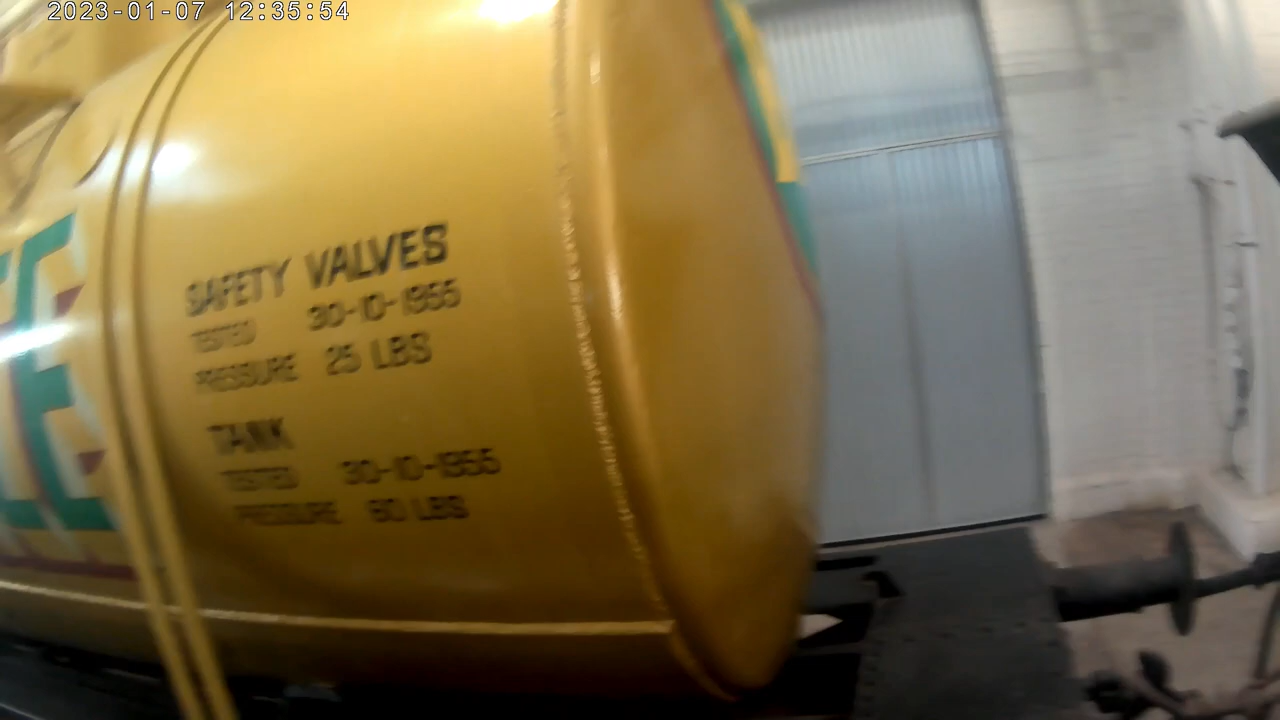 2023-01-07 12:35:54
SAFETY VALVES
TESTED 30-10-1955
PRESSURE 25 LBS
TANK
TESTED 30-10-1955
PRESSURE 60 LBS